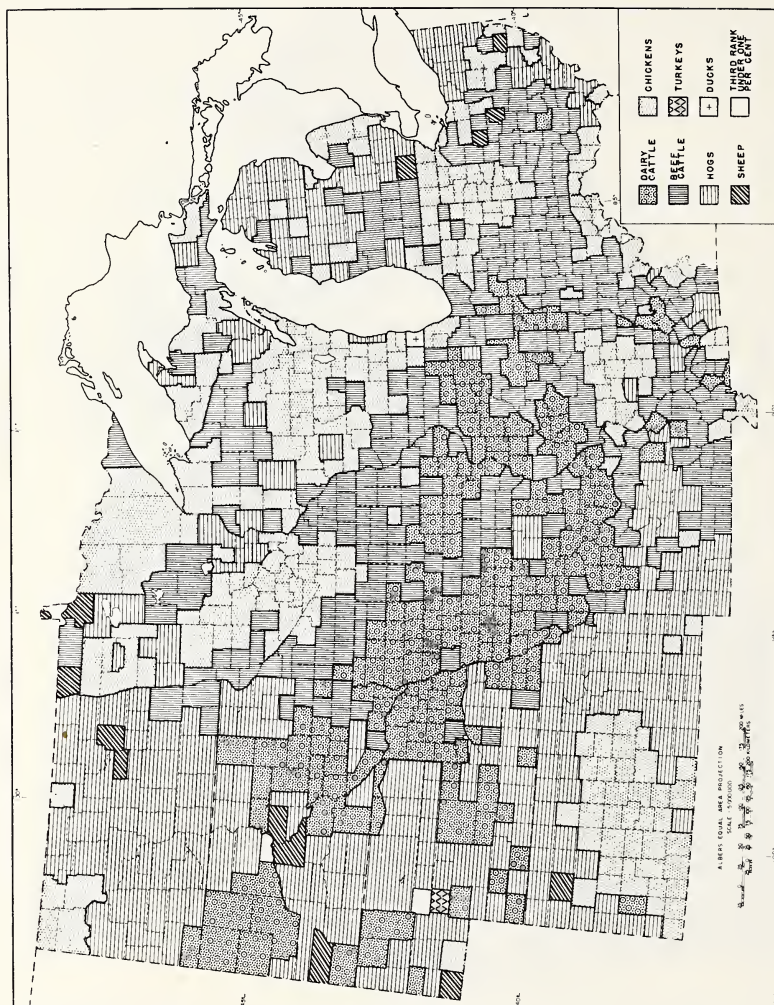 DAIRY CATTLE
BEEF CATTLE
HOGS
SHEEP
CHICKENS
TURKEYS
DUCKS
THIRD RANK
UNDER ONE
PER CENT
ALBERS EQUAL AREA PROJECTION